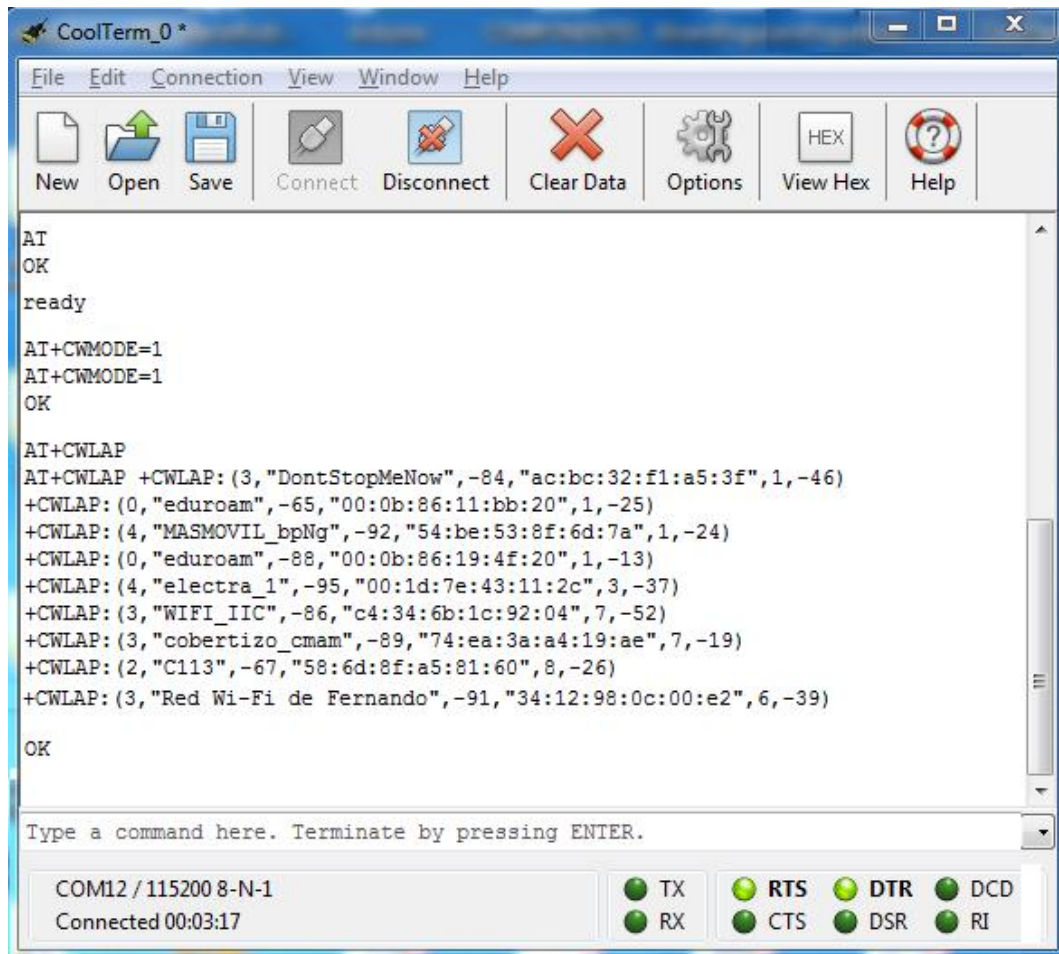 CoolTerm_0 *
File Edit Connection View Window Help
HEX
New Open Save Connect Disconnect Clear Data Options View Hex Help
AT
OK
ready
AT+CWMODE=1
AT+CWMODE=1
OK
AT+CWLAP
AT+CWLAP +CWLAP:(3,"DontStopMeNow",-84,"ac:bc:32:f1:a5:3f",1,-46)
+CWLAP:(0,"eduroam",-65,"00:0b:86:11:bb:20",1,-25)
+CWLAP:(4,"MASMOVIL_bpNg",-92,"54:be:53:8f:6d:7a",1,-24)
+CWLAP:(0,"eduroam",-88,"00:0b:86:19:4f:20",1,-13)
+CWLAP:(4,"electra_1",-95,"00:1d:7e:43:11:2c",3,-37)
+CWLAP:(3,"WIFI_IIC",-86,"c4:34:6b:1c:92:04",7,-52)
+CWLAP:(3,"cobertizo_cmam",-89,"74:ea:3a:a4:19:ae",7,-19)
+CWLAP:(2,"C113",-67,"58:6d:8f:a5:81:60",8,-26)
+CWLAP:(3,"Red Wi-Fi de Fernando",-91,"34:12:98:0c:00:e2",6,-39)
OK
Type a command here. Terminate by pressing ENTER.
COM12 / 115200 8-N-1 TX RTS DTR DCD
Connected 00:03:17 RX CTS DSR RI